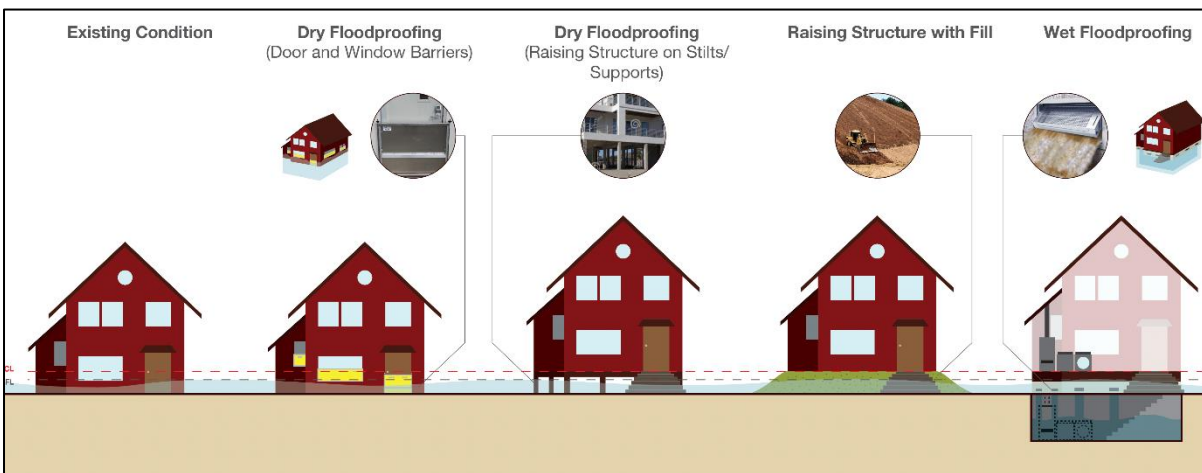 Existing Condition
Dry Floodproofing
(Door and Window Barriers)
Dry Floodproofing
(Raising Structure on Stilts/
Supports)
Raising Structure with Fill
Wet Floodproofing
CL
FL